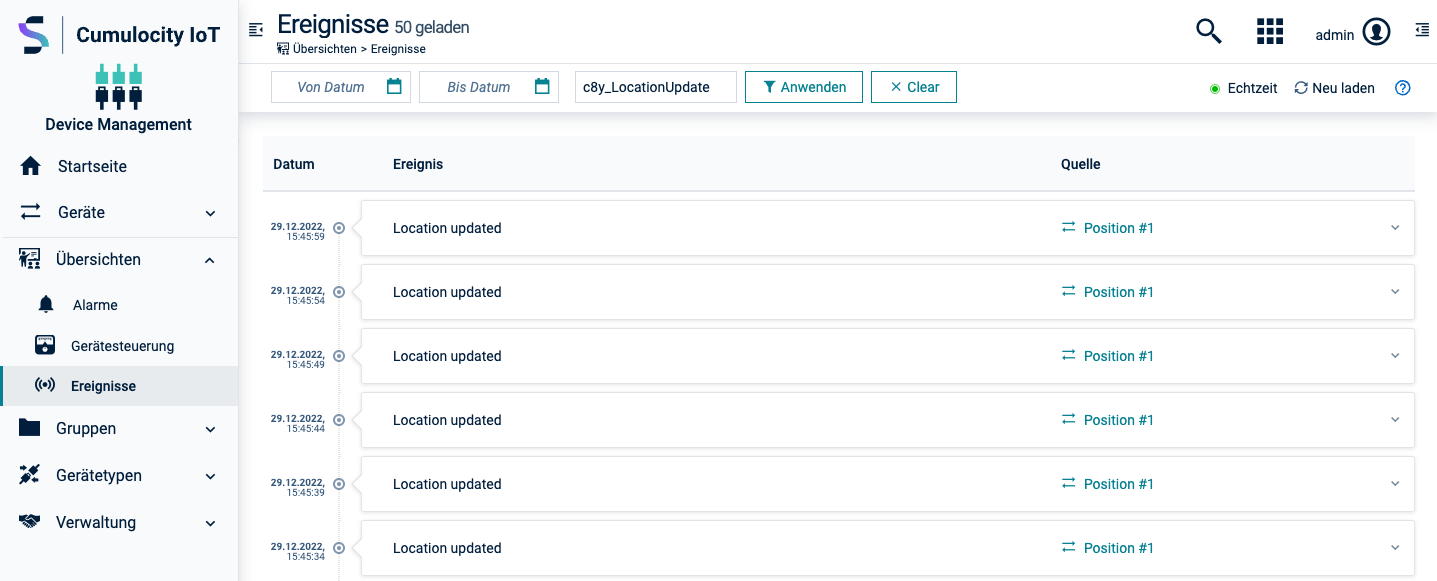 Cumulocity IoT
Device Management
Startseite
Geräte
Übersichten
Alarme
Gerätesteuerung
Ereignisse
Gruppen
Gerätetypen
Verwaltung
Ereignisse 50 geladen
Übersichten > Ereignisse
admin
Von Datum
Bis Datum
c8y_LocationUpdate
Anwenden
Clear
Echtzeit
Neu laden
Datum Ereignis Quelle
29.12.2022,
15:45:59
Location updated
Position #1
29.12.2022,
15:45:54
Location updated
Position #1
29.12.2022,
15:45:49
Location updated
Position #1
29.12.2022,
15:45:44
Location updated
Position #1
29.12.2022,
15:45:39
Location updated
Position #1
29.12.2022,
15:45:34
Location updated
Position #1